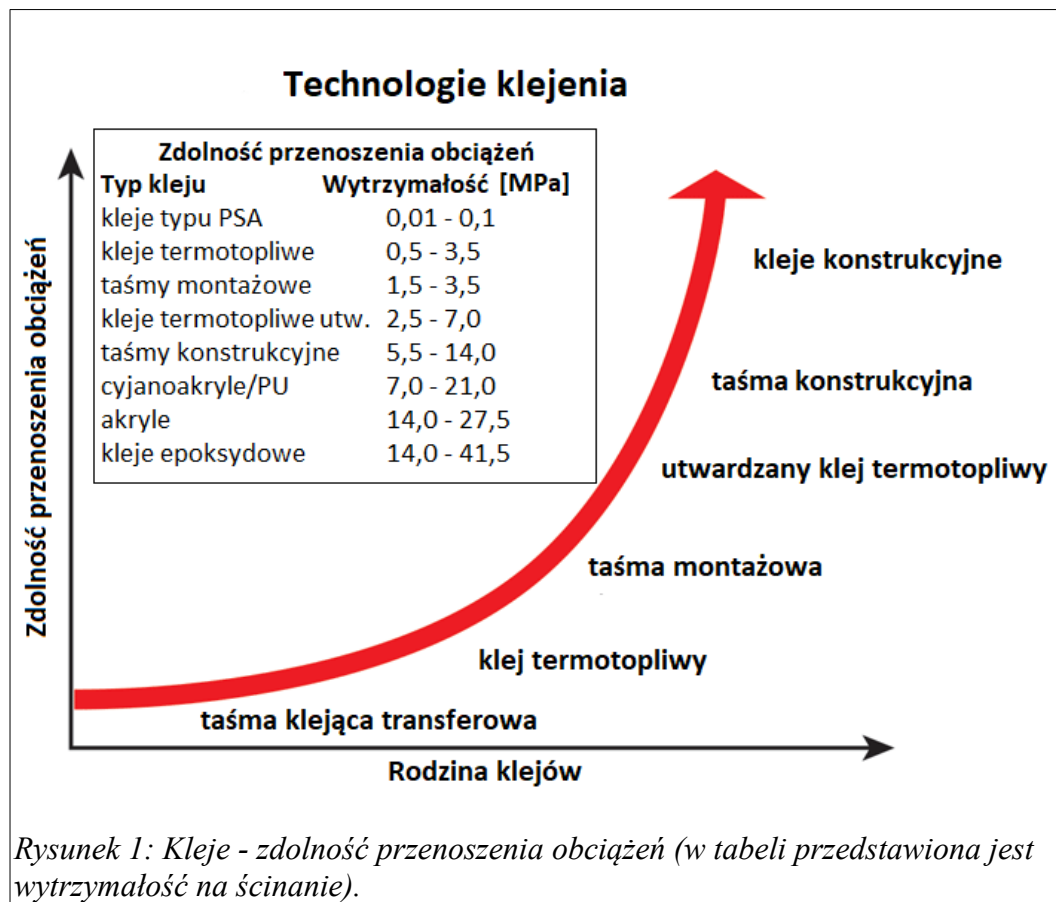 Technologie klejenia
Zdolność przenoszenia obciążeń
Zdolność przenoszenia obciążeń
Typ kleju Wytrzymałość [MPa]
kleje typu PSA 0,01 - 0,1
kleje termotopliwe 0,5 - 3,5
taśmy montażowe 1,5 - 3,5
kleje termotopliwe utw. 2,5 - 7,0
taśmy konstrukcyjne 5,5 - 14,0
cyjanoakryle/PU 7,0 - 21,0
akryle 14,0 - 27,5
kleje epoksydowe 14,0 - 41,5
kleje konstrukcyjne
taśma konstrukcyjna
utwardzany klej termotopliwy
taśma montażowa
klej termotopliwy
taśma klejąca transferowa
Rodzina klejów
Rysunek 1: Kleje - zdolność przenoszenia obciążeń (w tabeli przedstawiona jest
wytrzymałość na ścinanie).